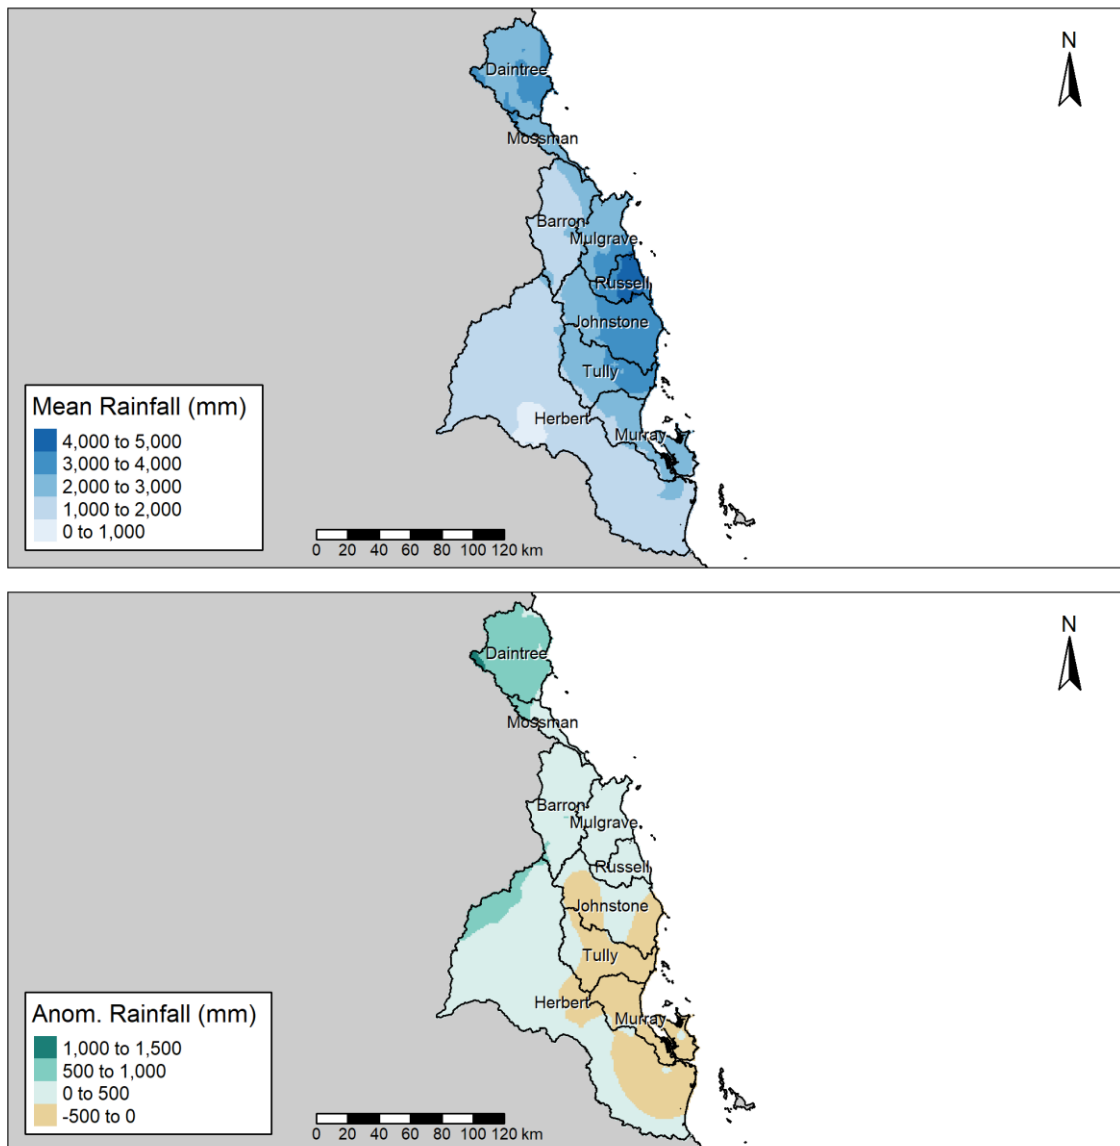 N
Daintree
Mossman
Barron
Mulgrave
Russell
Johnstone
Tully
Herbert
Murray
Mean Rainfall (mm)
4,000 to 5,000
3,000 to 4,000
2,000 to 3,000
1,000 to 2,000
0 to 1,000
0 20 40 60 80 100 120 km
N
Daintree
Mossman
Barron
Mulgrave
Russell
Johnstone
Tully
Herbert
Murray
Anom. Rainfall (mm)
1,000 to 1,500
500 to 1,000
0 to 500
-500 to 0
0 20 40 60 80 100 120 km